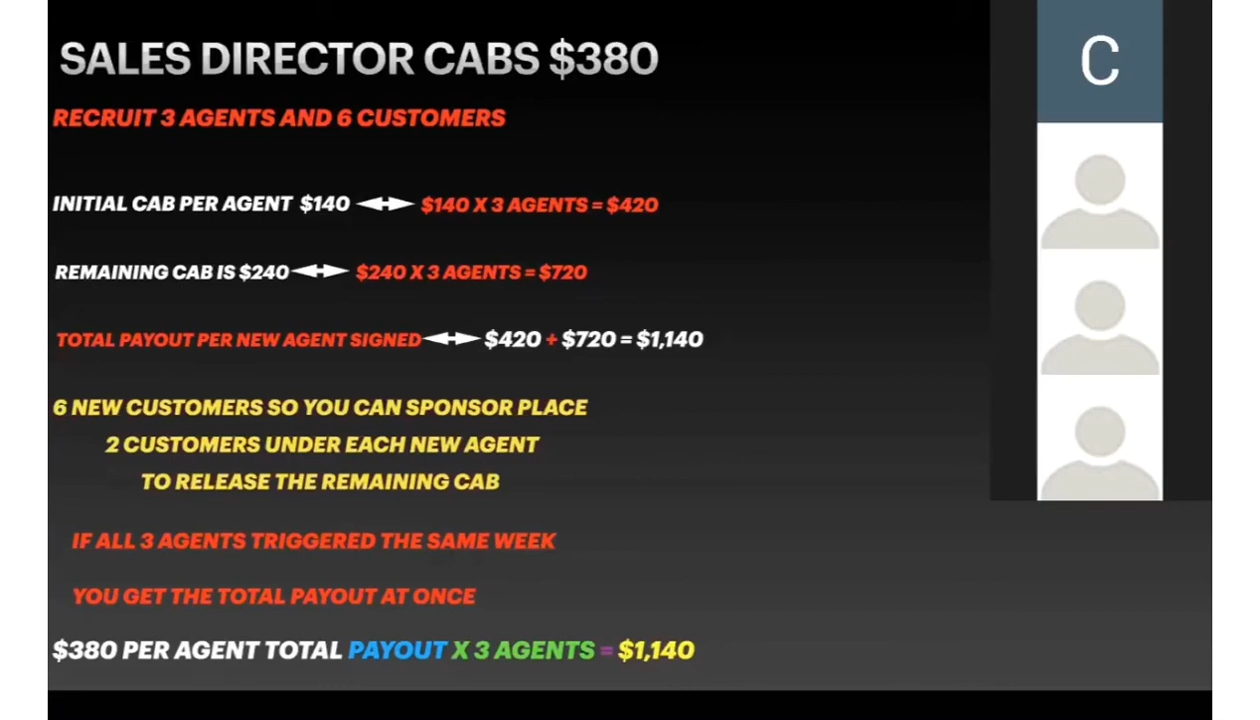 SALES DIRECTOR CABS $380
C
RECRUIT 3 AGENTS AND 6 CUSTOMERS
INITIAL CAB PER AGENT $140 $140 X 3 AGENTS = $420
REMAINING CAB IS $240 $240 X 3 AGENTS = $720
TOTAL PAYOUT PER NEW AGENT SIGNED $420 + $720 = $1,140
6 NEW CUSTOMERS SO YOU CAN SPONSOR PLACE
2 CUSTOMERS UNDER EACH NEW AGENT
TO RELEASE THE REMAINING CAB
IF ALL 3 AGENTS TRIGGERED THE SAME WEEK
YOU GET THE TOTAL PAYOUT AT ONCE
$380 PER AGENT TOTAL PAYOUT X 3 AGENTS = $1,140